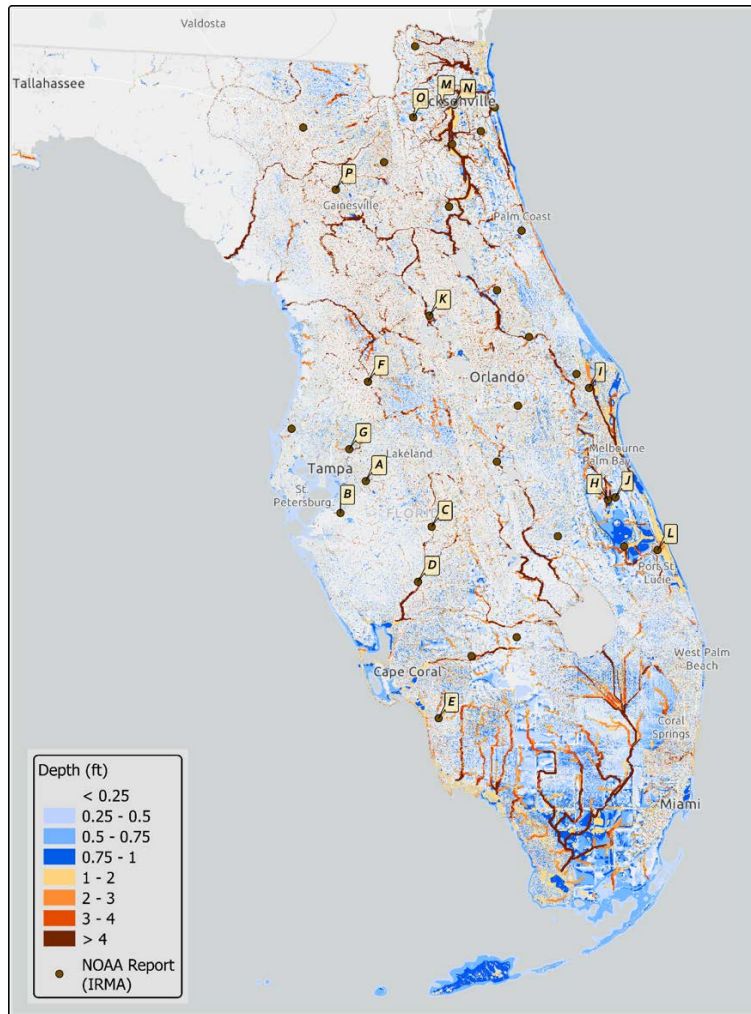 Valdosta
Tallahassee
M
N
O
cksonville
P
Gainesville
Palm Coast
K
F
Orlando
I
G
Lakeland
Melbourne
Palm Bay
Tampa
A
St.
Petersburg
B
H
J
C
FLORI
L
D
Port St.
Lucie
West Palm
Beach
Cape Coral
E
Coral
Springs
Miami
Depth (ft)
< 0.25
0.25 - 0.5
0.5 - 0.75
0.75 - 1
1 - 2
2 - 3
3 - 4
> 4
NOAA Report
(IRMA)